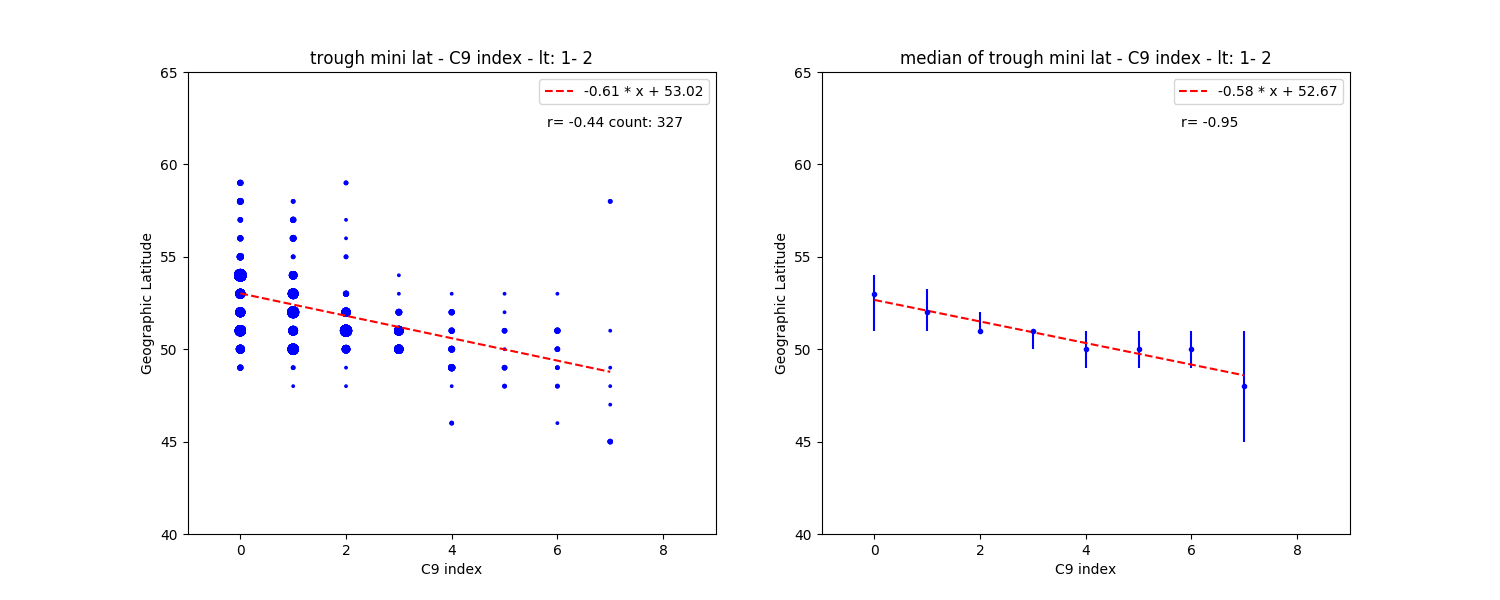 trough mini lat - C9 index - lt: 1- 2
65
60
55
50
45
40
Geographic Latitude
0
2
4
6
8
C9 index
-0.61 * x + 53.02
r= -0.44 count: 327
median of trough mini lat - C9 index - lt: 1- 2
65
60
55
50
45
40
Geographic Latitude
0
2
4
6
8
C9 index
-0.58 * x + 52.67
r= -0.95